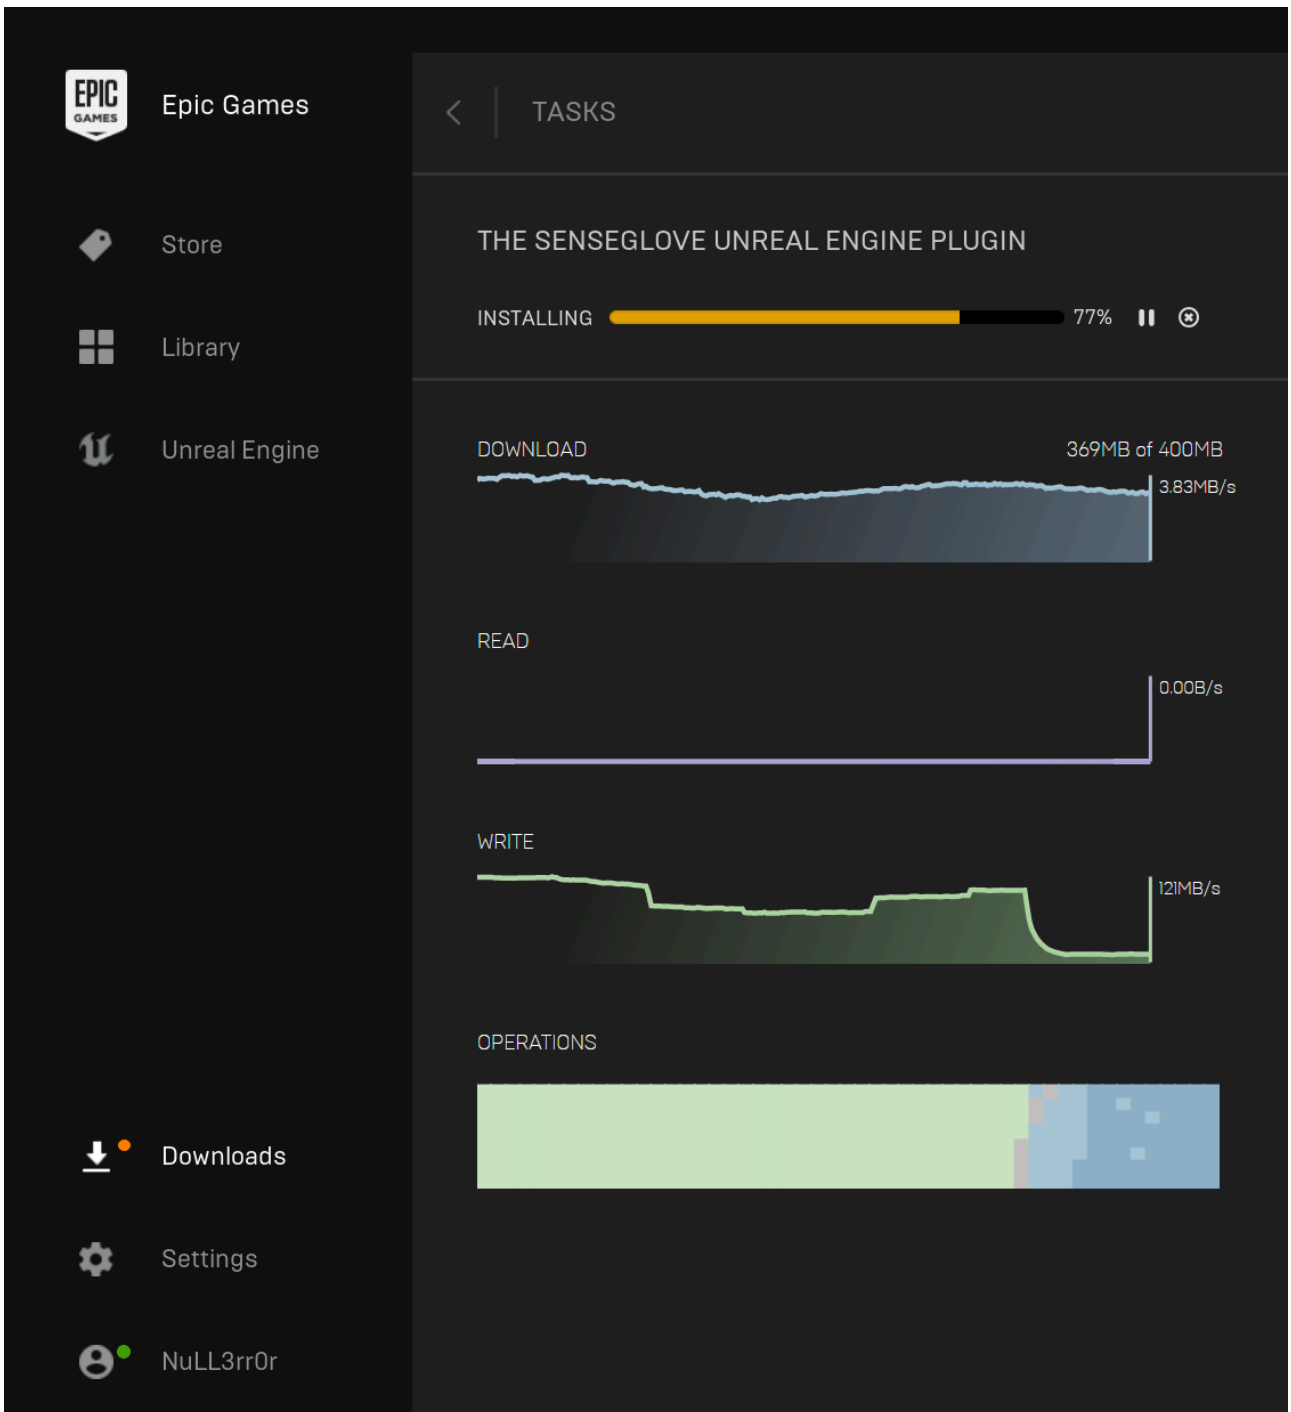 EPIC
GAMES
Epic Games
Store
Library
Unreal Engine
Downloads
Settings
NuLL3rr0r
TASKS
THE SENSEGLOVE UNREAL ENGINE PLUGIN
INSTALLING 77%
DOWNLOAD 369MB of 400MB
3.83MB/s
READ
0.00B/s
WRITE
121MB/s
OPERATIONS